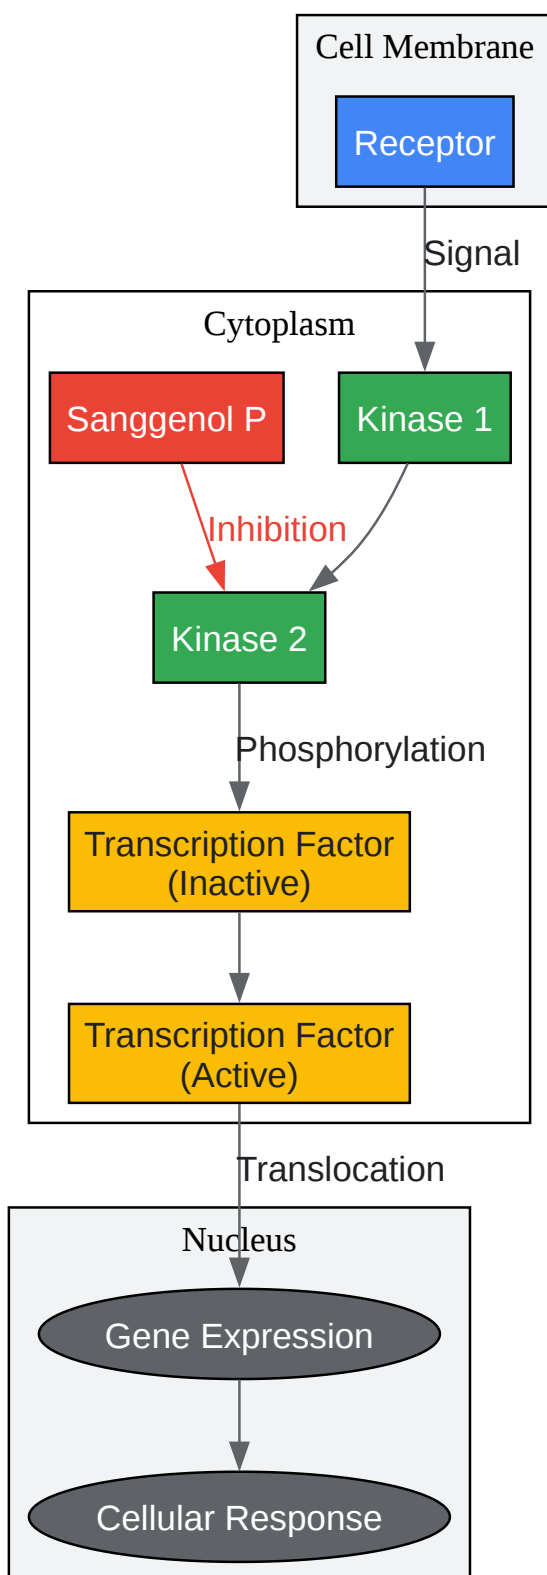 Cell Membrane
Receptor
Signal
Cytoplasm
Sanggenol P
Kinase 1
Inhibition
Kinase 2
Phosphorylation
Transcription Factor
(Inactive)
Transcription Factor
(Active)
Translocation
Nucleus
Gene Expression
Cellular Response